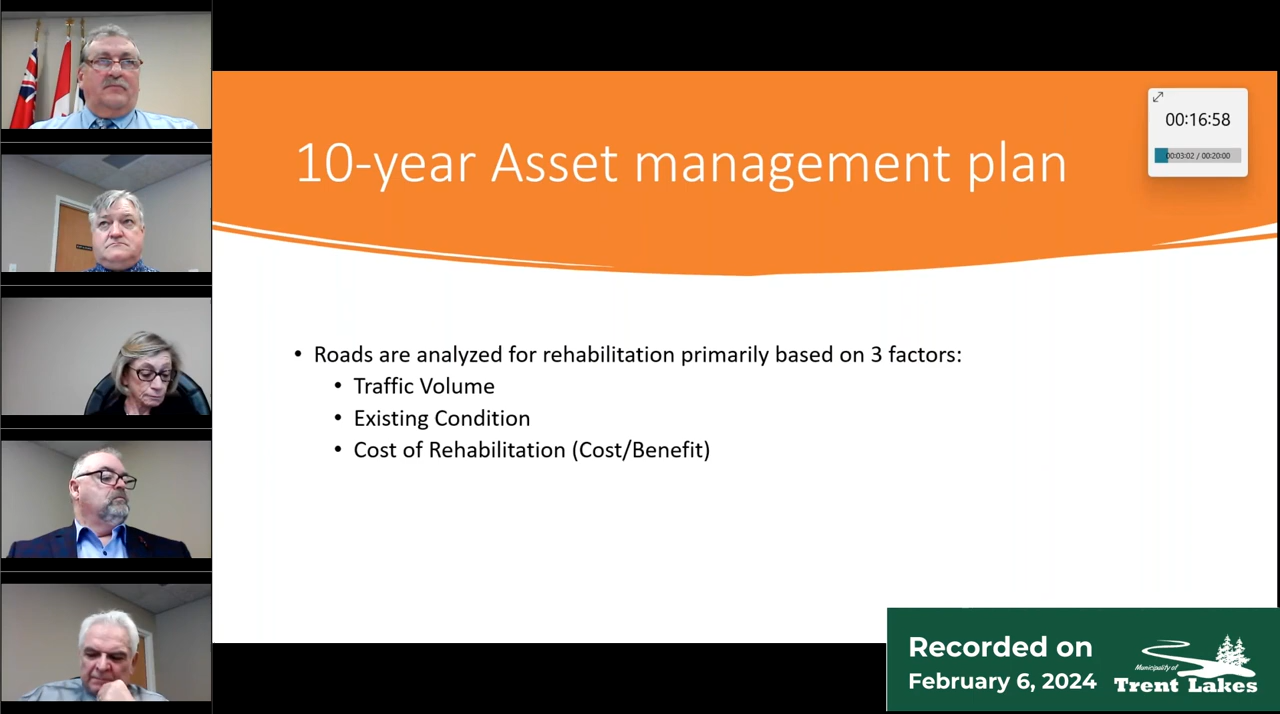 10-year Asset management plan
00:16:58
00:03:02 / 00:20:00
• Roads are analyzed for rehabilitation primarily based on 3 factors:
• Traffic Volume
• Existing Condition
• Cost of Rehabilitation (Cost/Benefit)
Recorded on
February 6, 2024
Municipality of
Trent Lakes